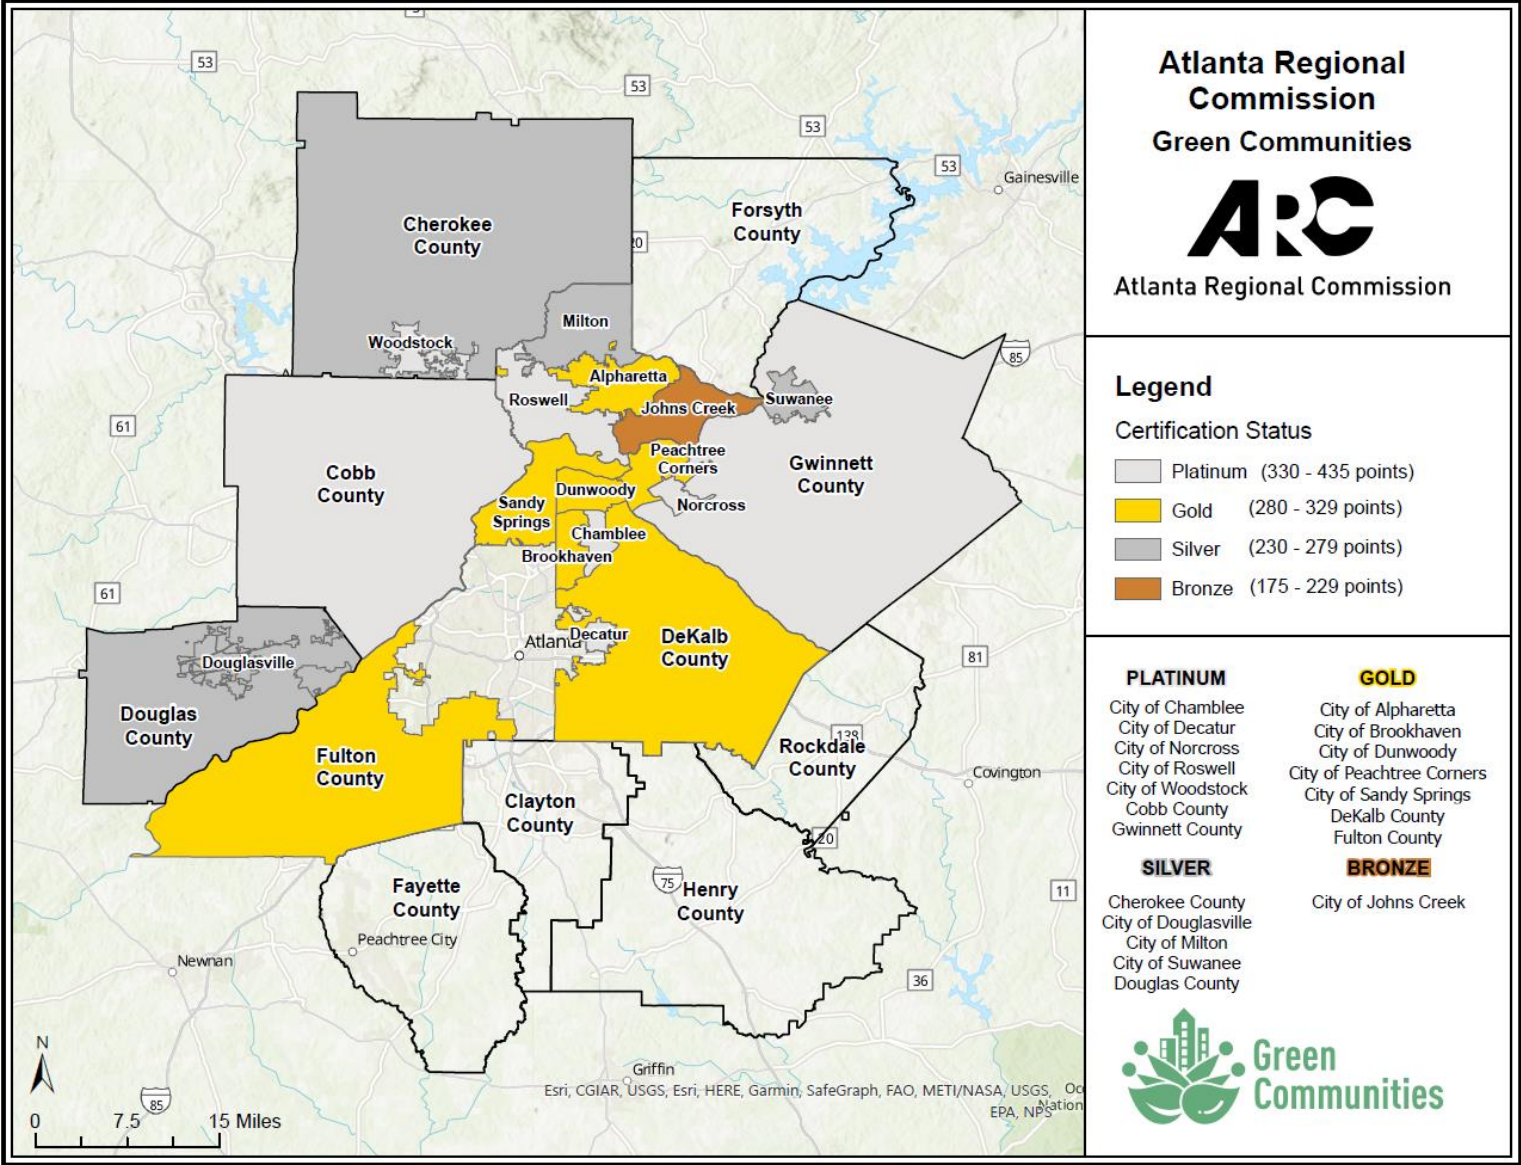 53
53
53
53
Gainesville
Cherokee
County
Forsyth
County
20
Woodstock
Milton
85
Alpharetta
Roswell
Johns Creek
Suwanee
61
Peachtree
Corners
Cobb
County
Gwinnett
County
Dunwoody
Sandy
Springs
Norcross
Chamblee
Brookhaven
61
Decatur
Atlanta
DeKalb
County
Douglasville
81
Douglas
County
Fulton
County
138
Rockdale
County
Covington
Clayton
County
20
75
Henry
County
Fayette
County
11
Peachtree City
Newnan
36
N
Griffin
85
Esri, CGIAR, USGS, Esri, HERE, Garmin, SafeGraph, FAO, METI/NASA, USGS,
EPA, NPS
0 7.5 15 Miles
Atlanta Regional
Commission
Green Communities
ARC
Atlanta Regional Commission
Legend
Certification Status
Platinum (330 - 435 points)
Gold (280 - 329 points)
Silver (230 - 279 points)
Bronze (175 - 229 points)
PLATINUM
City of Chamblee
City of Decatur
City of Norcross
City of Roswell
City of Woodstock
Cobb County
Gwinnett County
GOLD
City of Alpharetta
City of Brookhaven
City of Dunwoody
City of Peachtree Corners
City of Sandy Springs
DeKalb County
Fulton County
SILVER
Cherokee County
City of Douglasville
City of Milton
City of Suwanee
Douglas County
BRONZE
City of Johns Creek
Green
Communities